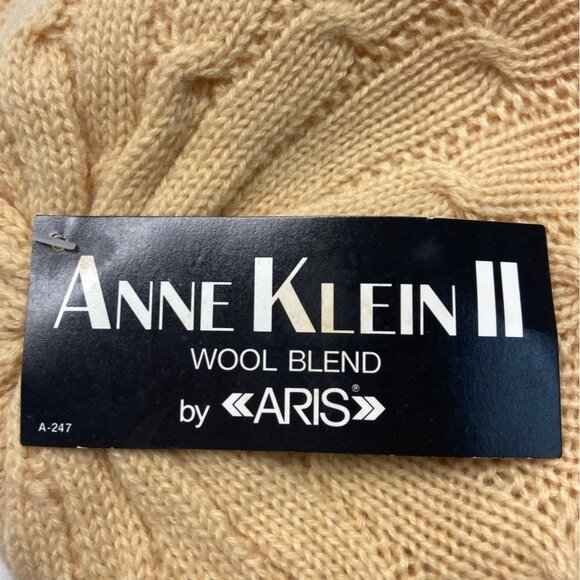 ANNE KLEIN II
WOOL BLEND
by «ARIS»®
A-247